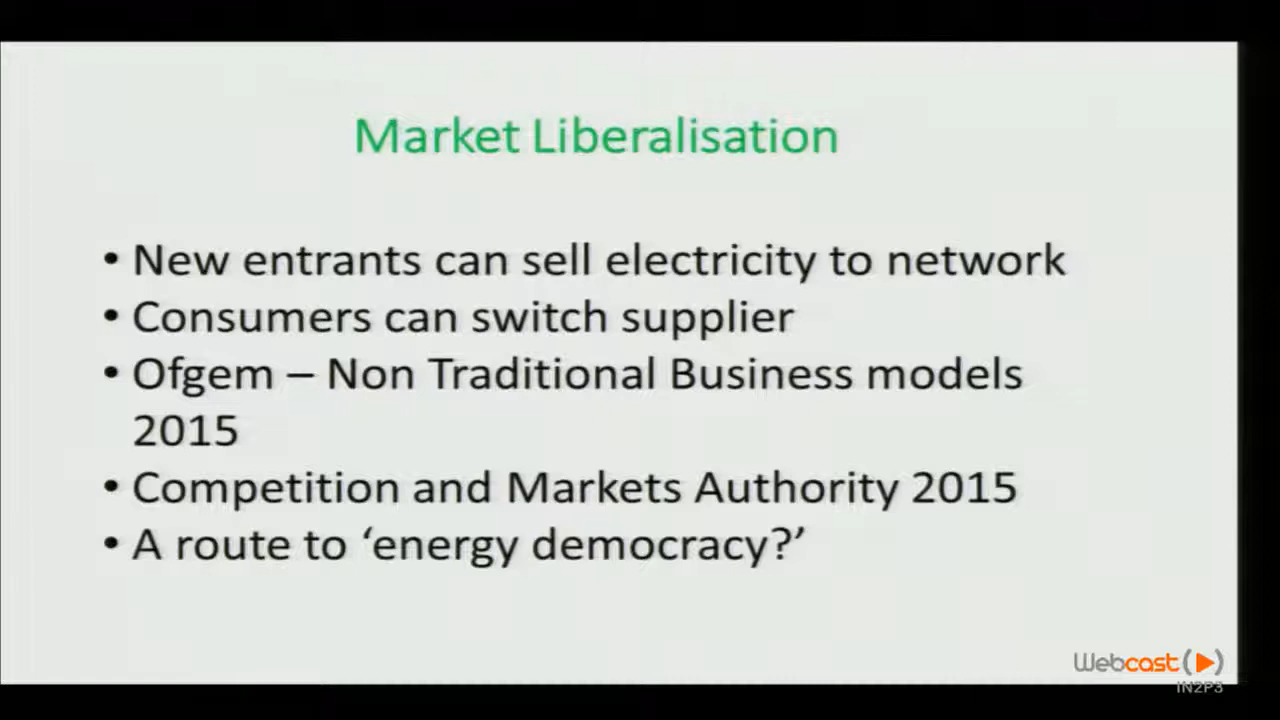 Market Liberalisation
• New entrants can sell electricity to network
• Consumers can switch supplier
• Ofgem – Non Traditional Business models
2015
• Competition and Markets Authority 2015
• A route to ‘energy democracy?’
Webcast
IN2P3